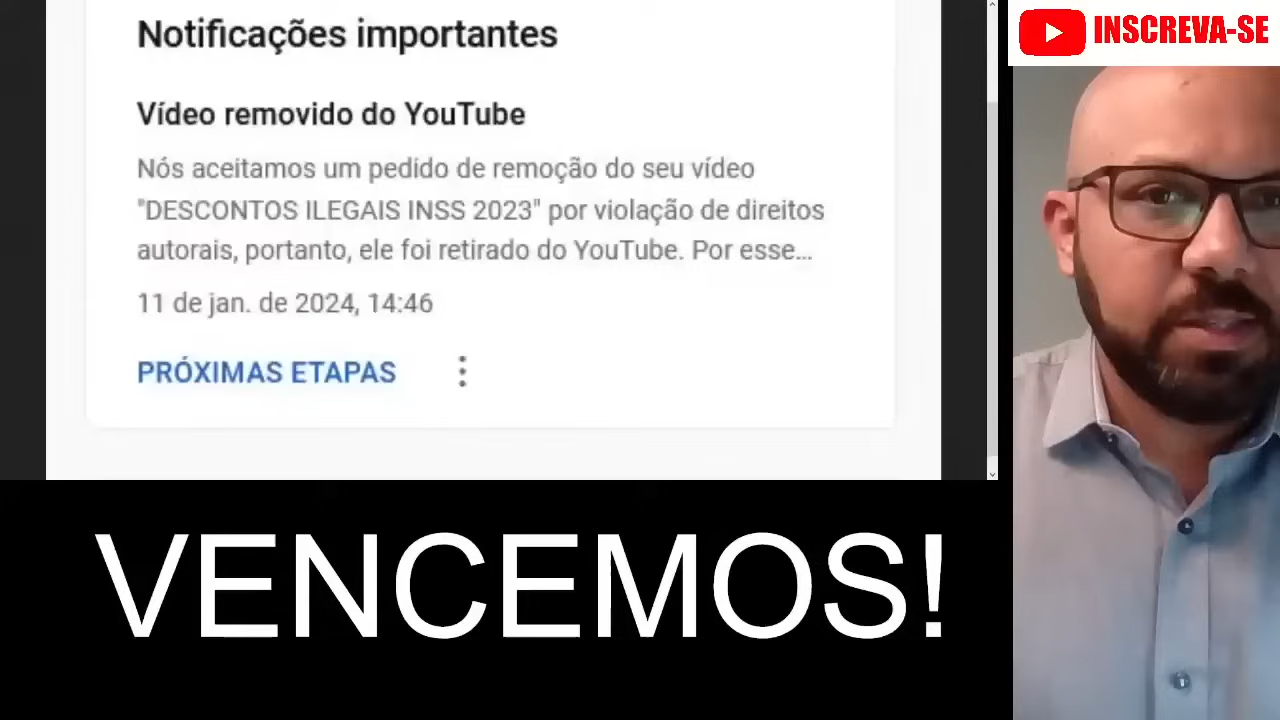 Notificações importantes
Vídeo removido do YouTube
Nós aceitamos um pedido de remoção do seu vídeo
"DESCONTOS ILEGAIS INSS 2023" por violação de direitos
autorais, portanto, ele foi retirado do YouTube. Por esse...
11 de jan. de 2024, 14:46
PRÓXIMAS ETAPAS
VENCEMOS!
INSCREVA-SE